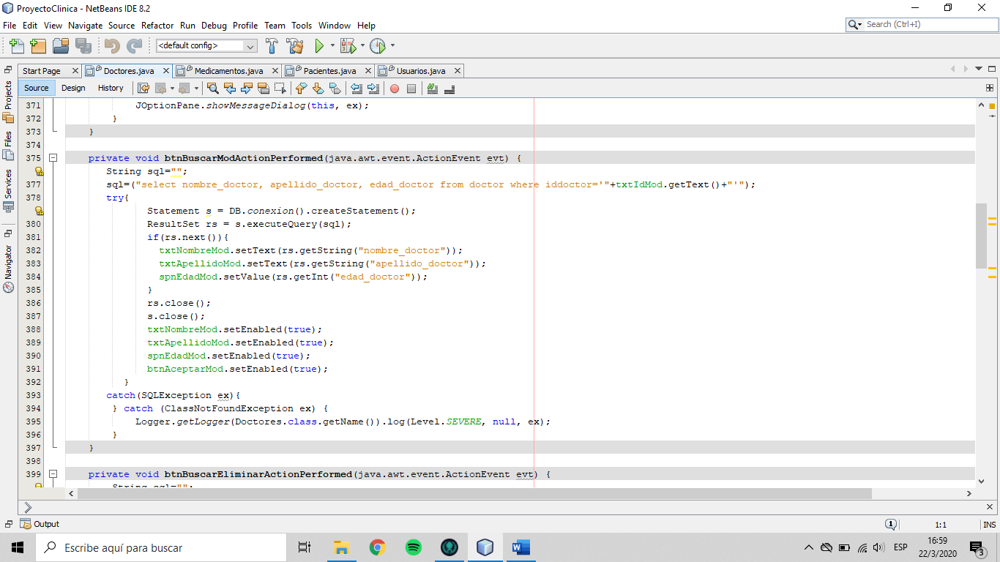 ProyectoClinica - NetBeans IDE 8.2
File Edit View Navigate Source Refactor Run Debug Profile Team Tools Window Help
Search (Ctrl+I)
<default config>
Start Page Doctores.java Medicamentos.java Pacientes.java Usuarios.java
Source Design History
Projects
Files
Services
Navigator
371 JOptionPane.showMessageDialog(this, ex);
372 }
373 }
374
375 private void btnBuscarModActionPerformed(java.awt.event.ActionEvent evt) {
String sql="";
377 sql=("select nombre_doctor, apellido_doctor, edad_doctor from doctor where iddoctor='"+txtIdMod.getText()+"'");
378 try{
Statement s = DB.conexion().createStatement();
380 ResultSet rs = s.executeQuery(sql);
381 if(rs.next()){
382 txtNombreMod.setText(rs.getString("nombre_doctor"));
383 txtApellidoMod.setText(rs.getString("apellido_doctor"));
384 spnEdadMod.setValue(rs.getInt("edad_doctor"));
385 }
386 rs.close();
387 s.close();
388 txtNombreMod.setEnabled(true);
389 txtApellidoMod.setEnabled(true);
390 spnEdadMod.setEnabled(true);
391 btnAceptarMod.setEnabled(true);
392 }
393 catch(SQLException ex){
394 } catch (ClassNotFoundException ex) {
395 Logger.getLogger(Doctores.class.getName()).log(Level.SEVERE, null, ex);
396 }
397 }
398
399 private void btnBuscarEliminarActionPerformed(java.awt.event.ActionEvent evt) {
String sql="";
Output
1 1:1 INS
Escribe aquí para buscar
ESP
16:59
22/3/2020
3